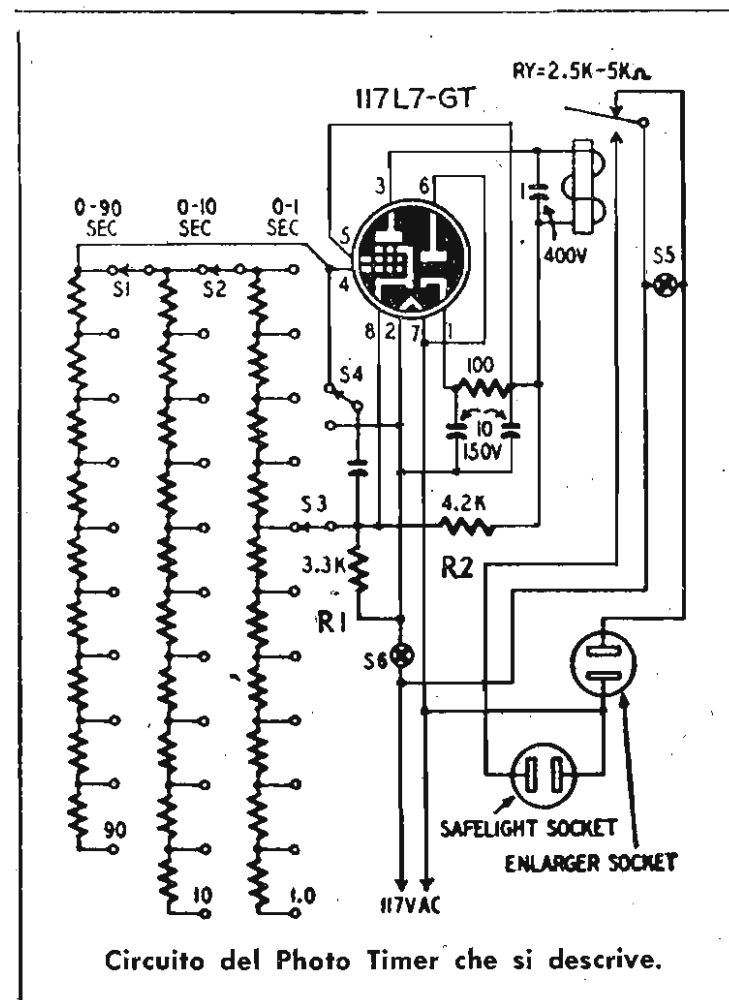 RY=2.5K-5KΩ
117L7-GT
3 6
0-90 SEC
0-10 SEC
0-1 SEC
1
400V
5
4
S1
S2
S5
8 2 7 1
100
S4
10
150V
S3
4.2K
3.3K
R2
R1
S6
90
SAFELIGHT SOCKET
ENLARGER SOCKET
10
1.0
117VAC
Circuito del Photo Timer che si descrive.